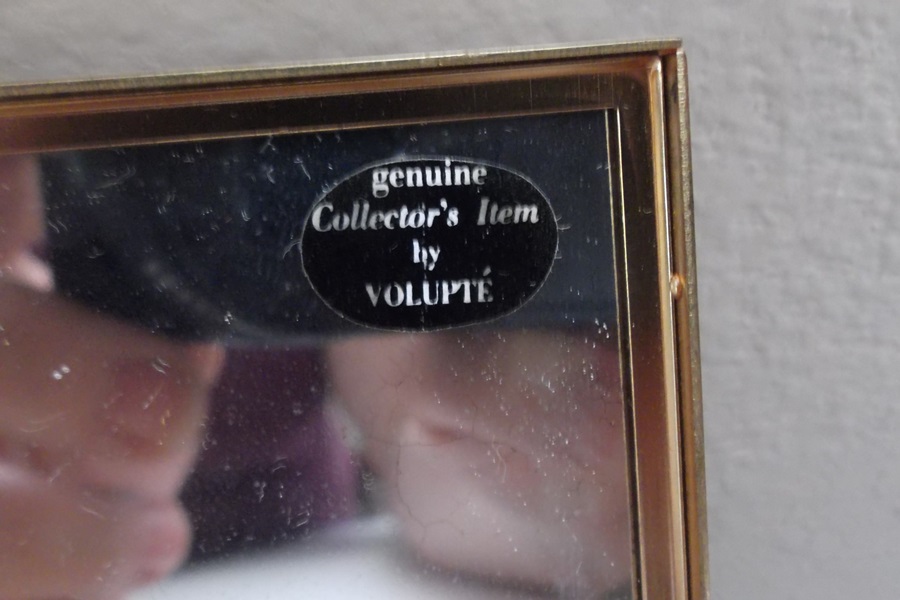 genuine
Collector's Item
by
VOLUPTÉ